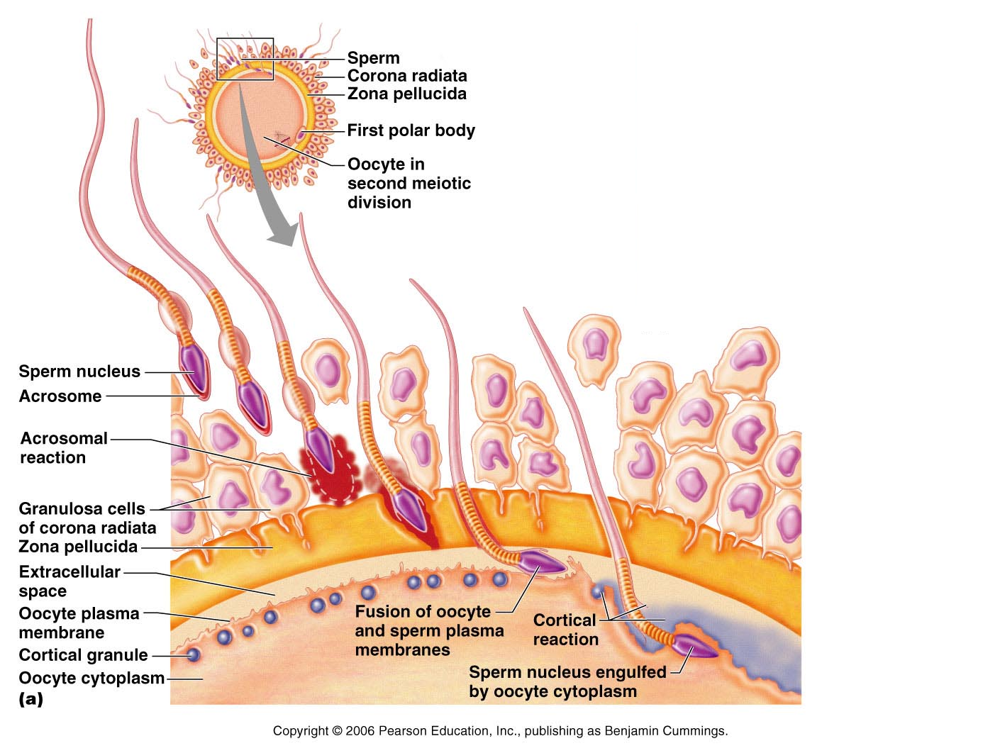 Sperm
Corona radiata
Zona pellucida
First polar body
Oocyte in
second meiotic
division
Sperm nucleus
Acrosome
Acrosomal
reaction
Granulosa cells
of corona radiata
Zona pellucida
Extracellular
space
Oocyte plasma
membrane
Cortical granule
Oocyte cytoplasm
(a)
Fusion of oocyte
and sperm plasma
membranes
Cortical
reaction
Sperm nucleus engulfed
by oocyte cytoplasm
Copyright © 2006 Pearson Education, Inc., publishing as Benjamin Cummings.